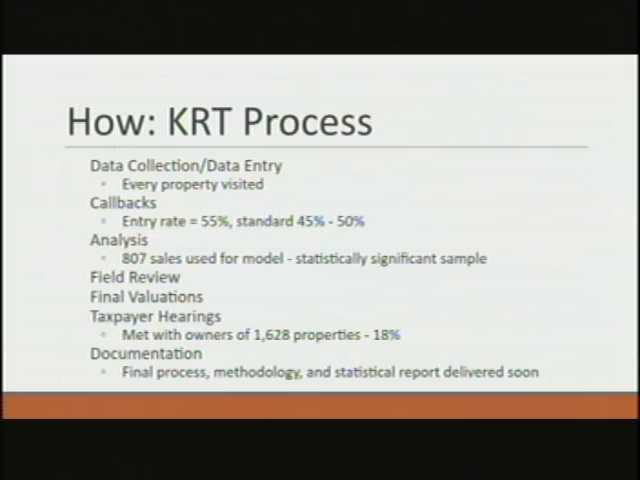 How: KRT Process
Data Collection/Data Entry
Every property visited
Callbacks
Entry rate = 55%, standard 45% - 50%
Analysis
807 sales used for model - statistically significant sample
Field Review
Final Valuations
Taxpayer Hearings
Met with owners of 1,628 properties - 18%
Documentation
Final process, methodology, and statistical report delivered soon